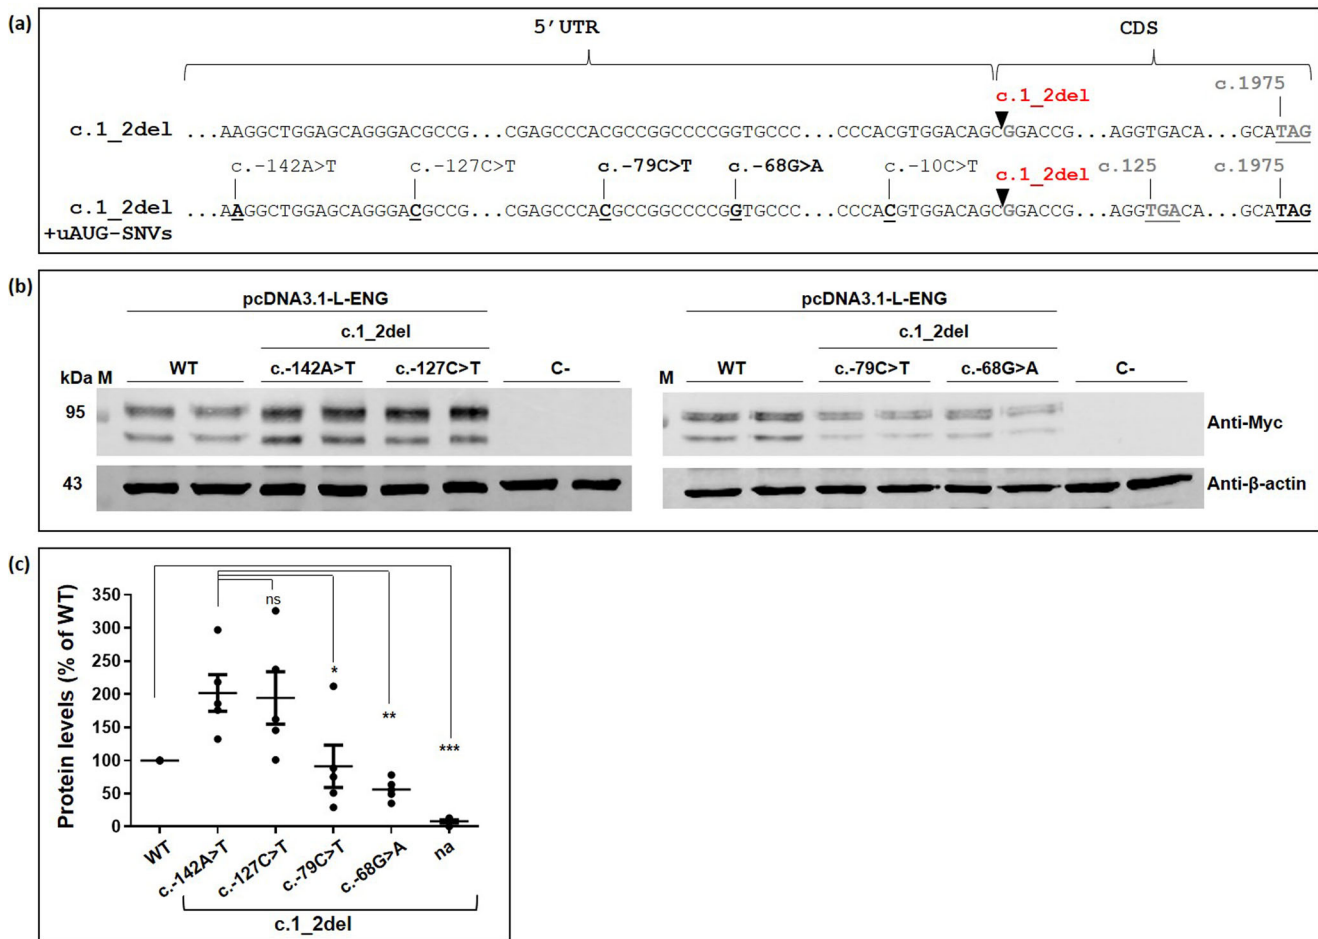 (a)
5′UTR
CDS
c.1975
c.1_2del
c.1_2del ...AAGGCTGGAGCAGGGACGCCG...CGAGCCCACGCCGGCCCCGGTGCCC...CCCACGTGGACAGCGGACCG...AGGTGACA...GCATAG
c.-142A>T c.-127C>T c.-79C>T c.-68G>A c.-10C>T c.1_2del c.125 c.1975
c.1_2del ...AAGGCTGGAGCAGGGACGCCG...CGAGCCCACGCCGGCCCCGGTGCCC...CCCACGTGGACAGCGGACCG...AGGTGACA...GCATAG
+uAUG-SNVs
(b)
pcDNA3.1-L-ENG pcDNA3.1-L-ENG
c.1_2del c.1_2del
kDa M WT c.-142A>T c.-127C>T C- M WT c.-79C>T c.-68G>A C-
95 Anti-Myc
43 Anti-β-actin
(c)
Protein levels (% of WT)
350
300
250
200
150
100
50
0
ns
*
**
***
WT
c.-142A>T
c.-127C>T
c.-79C>T
c.-68G>A
na
c.1_2del